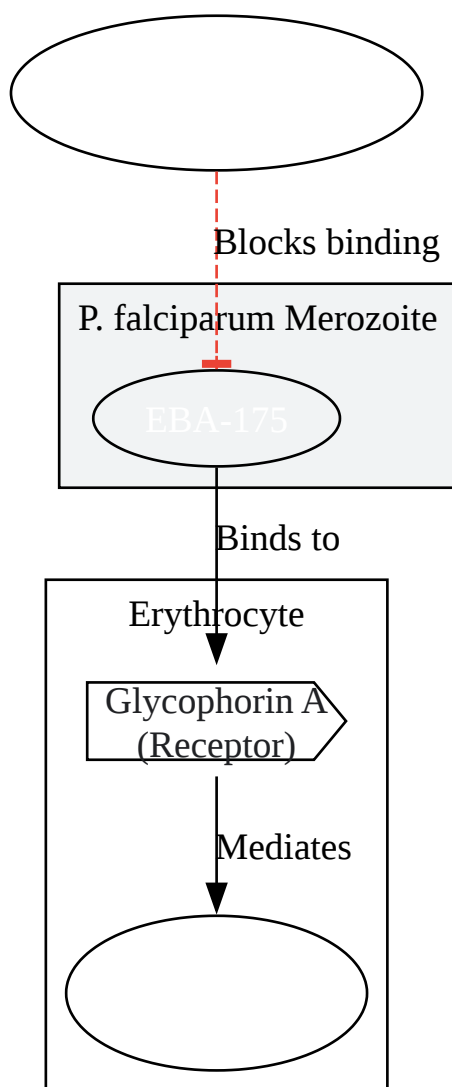 Blocks binding
P. falciparum Merozoite
EBA-175
Binds to
Erythrocyte
Glycophorin A
(Receptor)
Mediates